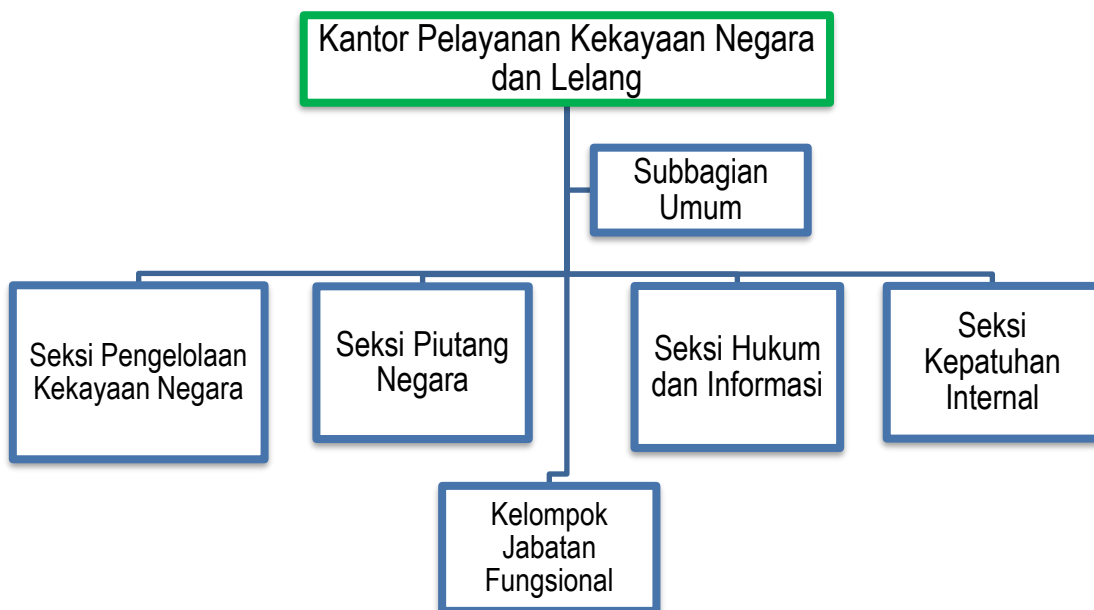 Kantor Pelayanan Kekayaan Negara
dan Lelang
Subbagian
Umum
Seksi Pengelolaan
Kekayaan Negara
Seksi Piutang
Negara
Seksi Hukum
dan Informasi
Seksi
Kepatuhan
Internal
Kelompok
Jabatan
Fungsional